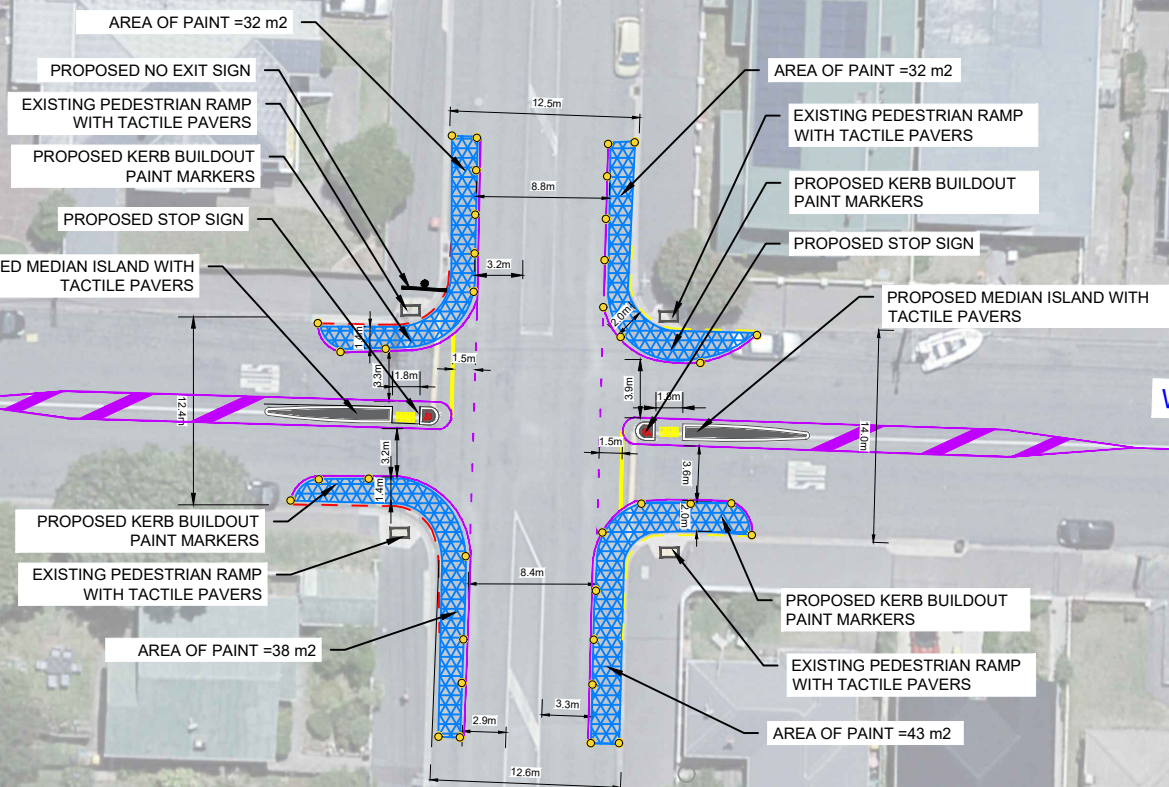 AREA OF PAINT =32 m2
PROPOSED NO EXIT SIGN
EXISTING PEDESTRIAN RAMP
WITH TACTILE PAVERS
PROPOSED KERB BUILDOUT
PAINT MARKERS
PROPOSED STOP SIGN
ED MEDIAN ISLAND WITH
TACTILE PAVERS
12.5m
8.8m
3.2m
AREA OF PAINT =32 m2
EXISTING PEDESTRIAN RAMP
WITH TACTILE PAVERS
PROPOSED KERB BUILDOUT
PAINT MARKERS
PROPOSED STOP SIGN
PROPOSED MEDIAN ISLAND WITH
TACTILE PAVERS
2.0m
1.4m
1.5m
3.3m
1.8m
3.9m
1.8m
STOP
12.4m
W
14.0m
3.2m
1.5m
3.6m
STOP
1.4m
2.0m
PROPOSED KERB BUILDOUT
PAINT MARKERS
EXISTING PEDESTRIAN RAMP
WITH TACTILE PAVERS
AREA OF PAINT =38 m2
8.4m
2.9m
3.3m
12.6m
PROPOSED KERB BUILDOUT
PAINT MARKERS
EXISTING PEDESTRIAN RAMP
WITH TACTILE PAVERS
AREA OF PAINT =43 m2